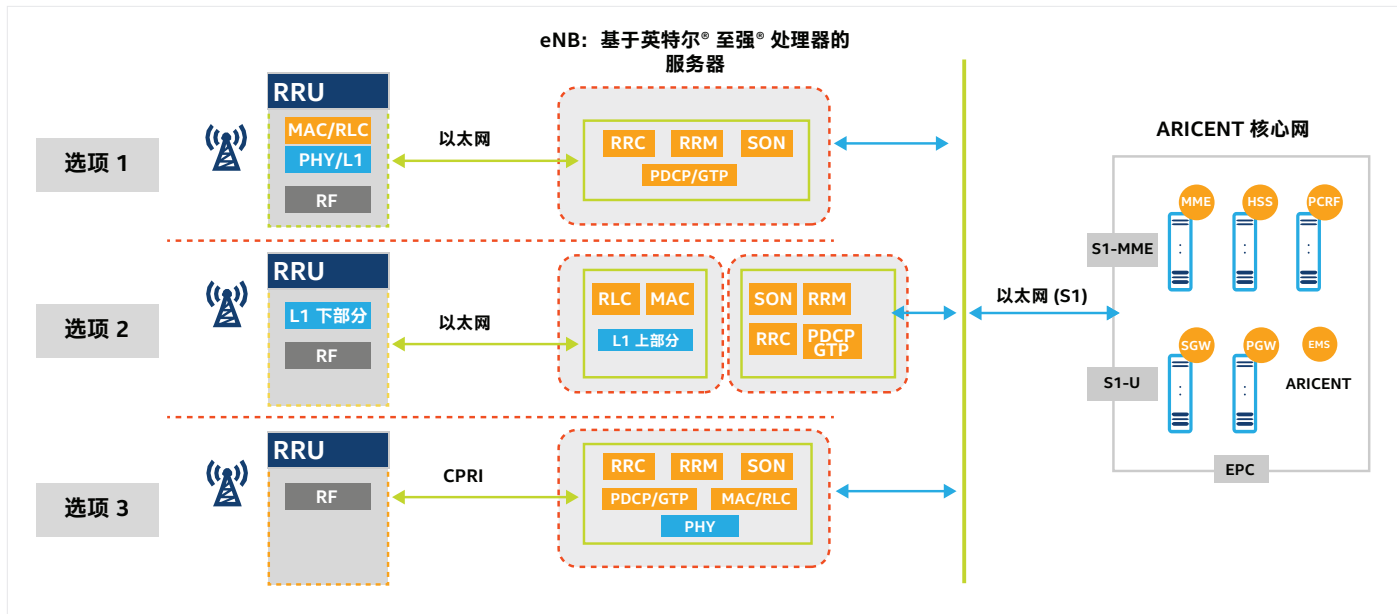 eNB：基于英特尔® 至强® 处理器的
服务器
选项 1
RRU
MAC/RLC
PHY/L1
RF
以太网
RRC RRM SON
PDCP/GTP
选项 2
RRU
L1 下部分
RF
以太网
RLC MAC
L1 上部分
SON RRM
RRC PDCP
GTP
选项 3
RRU
RF
CPRI
RRC RRM SON
PDCP/GTP MAC/RLC
PHY
以太网 (S1)
ARICENT 核心网
MME HSS PCRF
S1-MME
SGW PGW EMS
S1-U
ARICENT
EPC